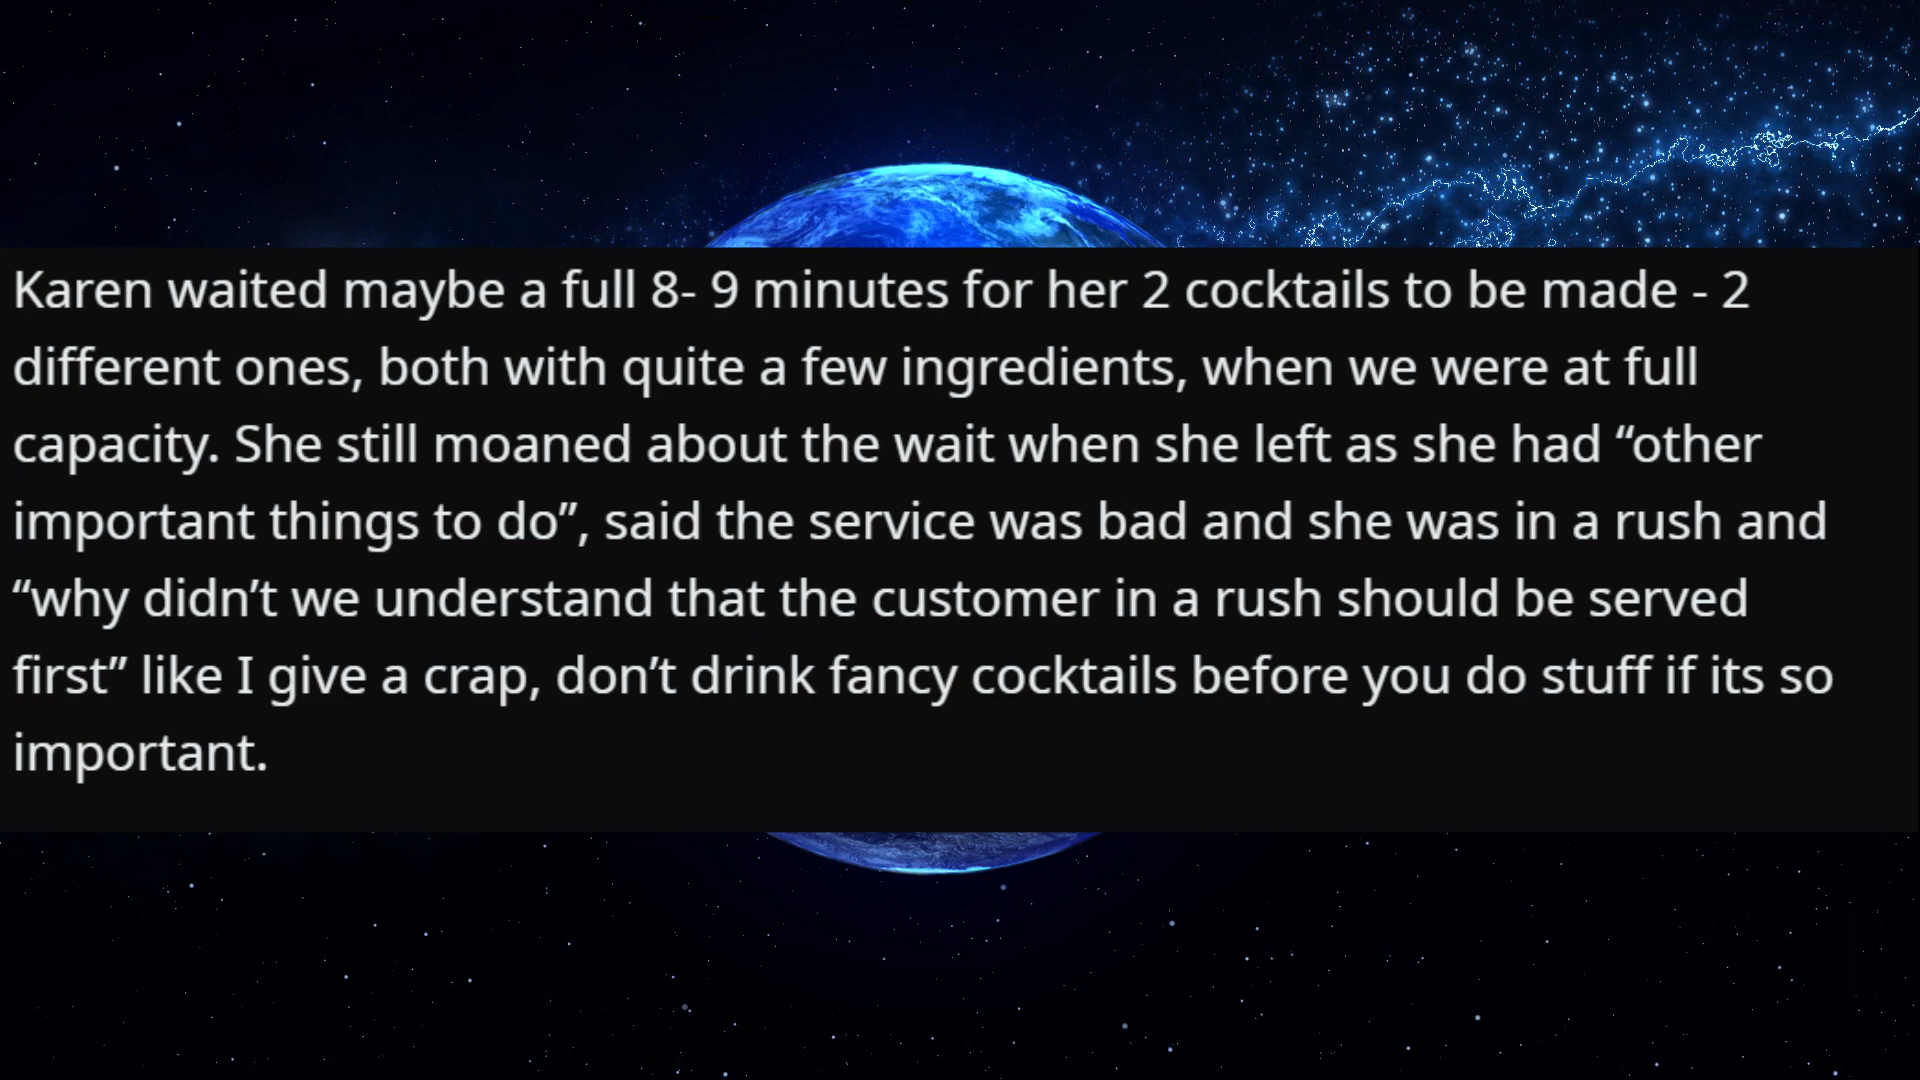 Karen waited maybe a full 8- 9 minutes for her 2 cocktails to be made - 2
different ones, both with quite a few ingredients, when we were at full
capacity. She still moaned about the wait when she left as she had “other
important things to do”, said the service was bad and she was in a rush and
“why didn’t we understand that the customer in a rush should be served
first” like I give a crap, don’t drink fancy cocktails before you do stuff if its so
important.